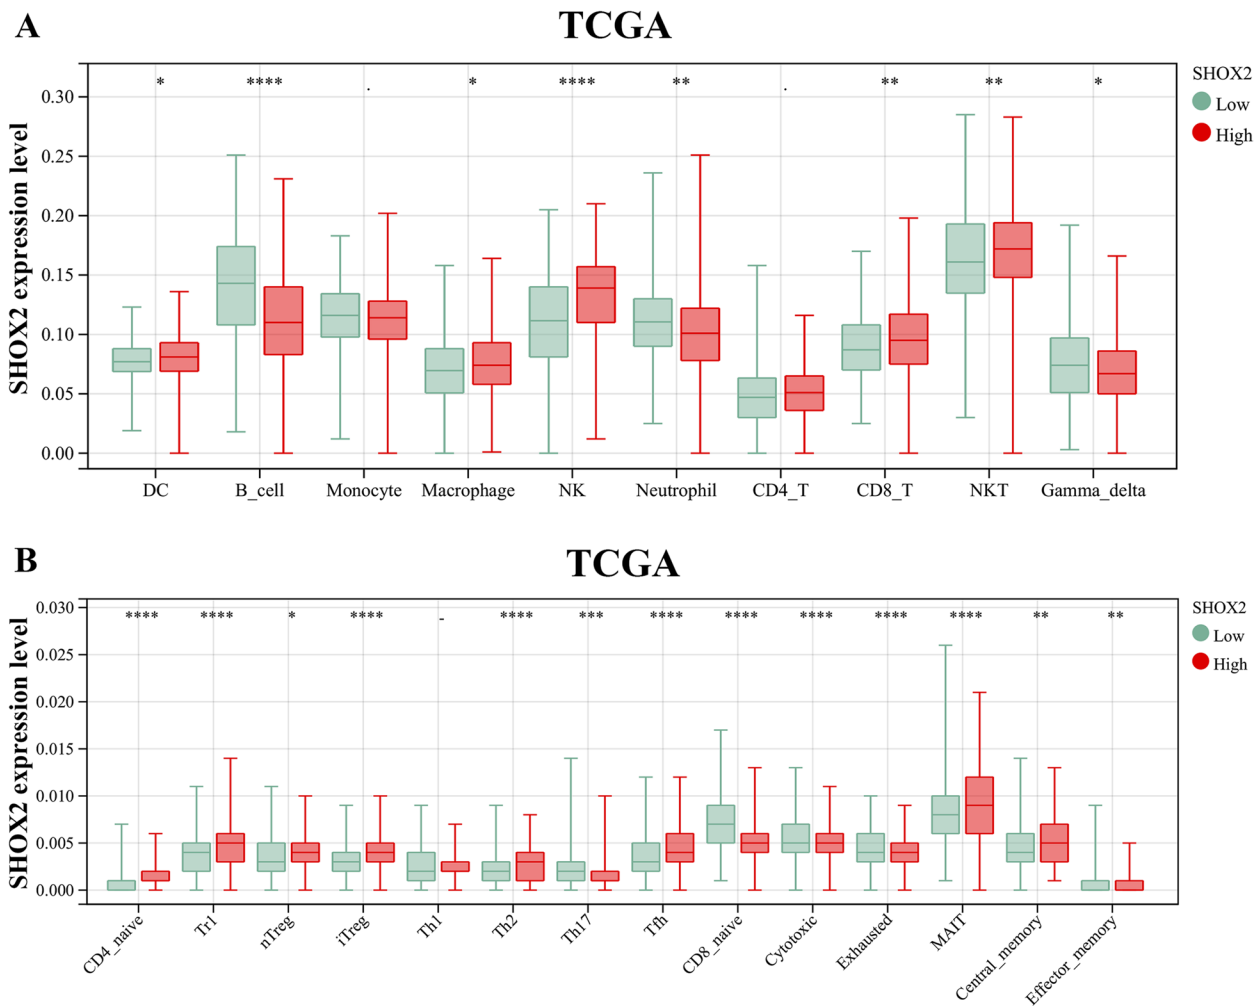 A
TCGA
* **** . * **** ** . ** ** *
SHOX2
Low
High
SHOX2 expression level
0.30
0.25
0.20
0.15
0.10
0.05
0.00
DC B_cell Monocyte Macrophage NK Neutrophil CD4_T CD8_T NKT Gamma_delta
B
TCGA
**** **** * **** - **** *** **** **** **** **** **** ** **
SHOX2
Low
High
SHOX2 expression level
0.030
0.025
0.020
0.015
0.010
0.005
0.000
CD4_naive Tr1 nTreg iTreg Th1 Th2 Th17 Tfh CD8_naive Cytotoxic Exhausted MAIT Central_memory Effector_memory